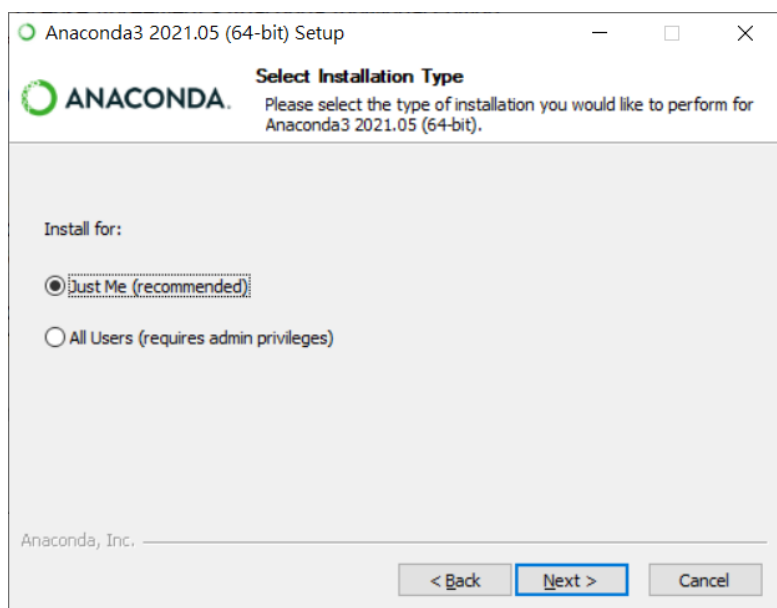 Anaconda3 2021.05 (64-bit) Setup
ANACONDA.
Select Installation Type
Please select the type of installation you would like to perform for
Anaconda3 2021.05 (64-bit).
Install for:
Just Me (recommended)
All Users (requires admin privileges)
Anaconda, Inc.
< Back
Next >
Cancel